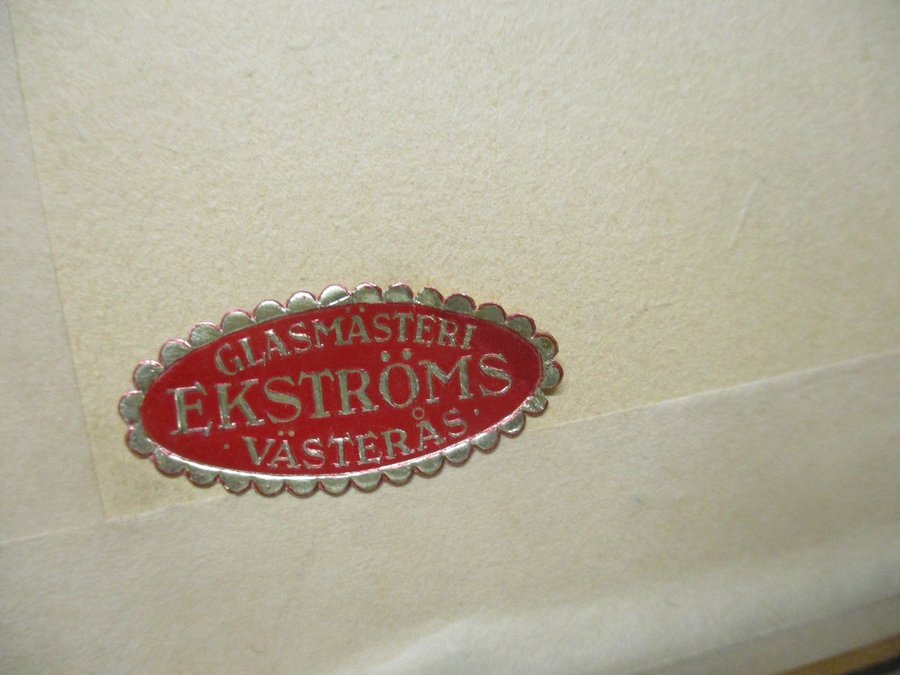 GLASMÄSTERI
EKSTRÖMS
· VÄSTERÅS ·